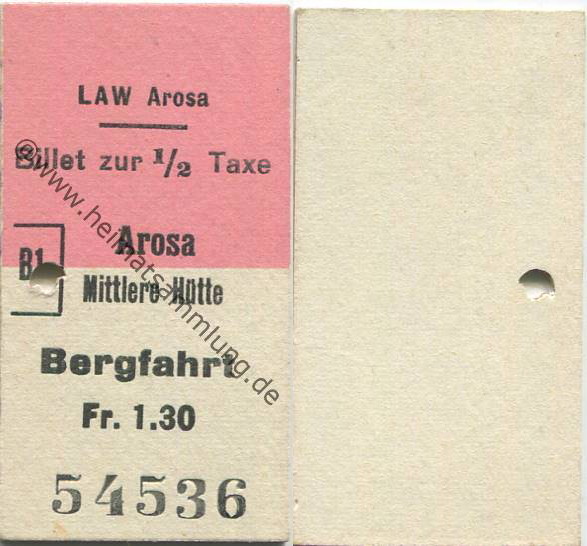 LAW Arosa
Billet zur 1/2 Taxe
Arosa
B1
Mittlere Hütte
Bergfahrt
Fr. 1.30
54536
©www.heimatsammlung.de